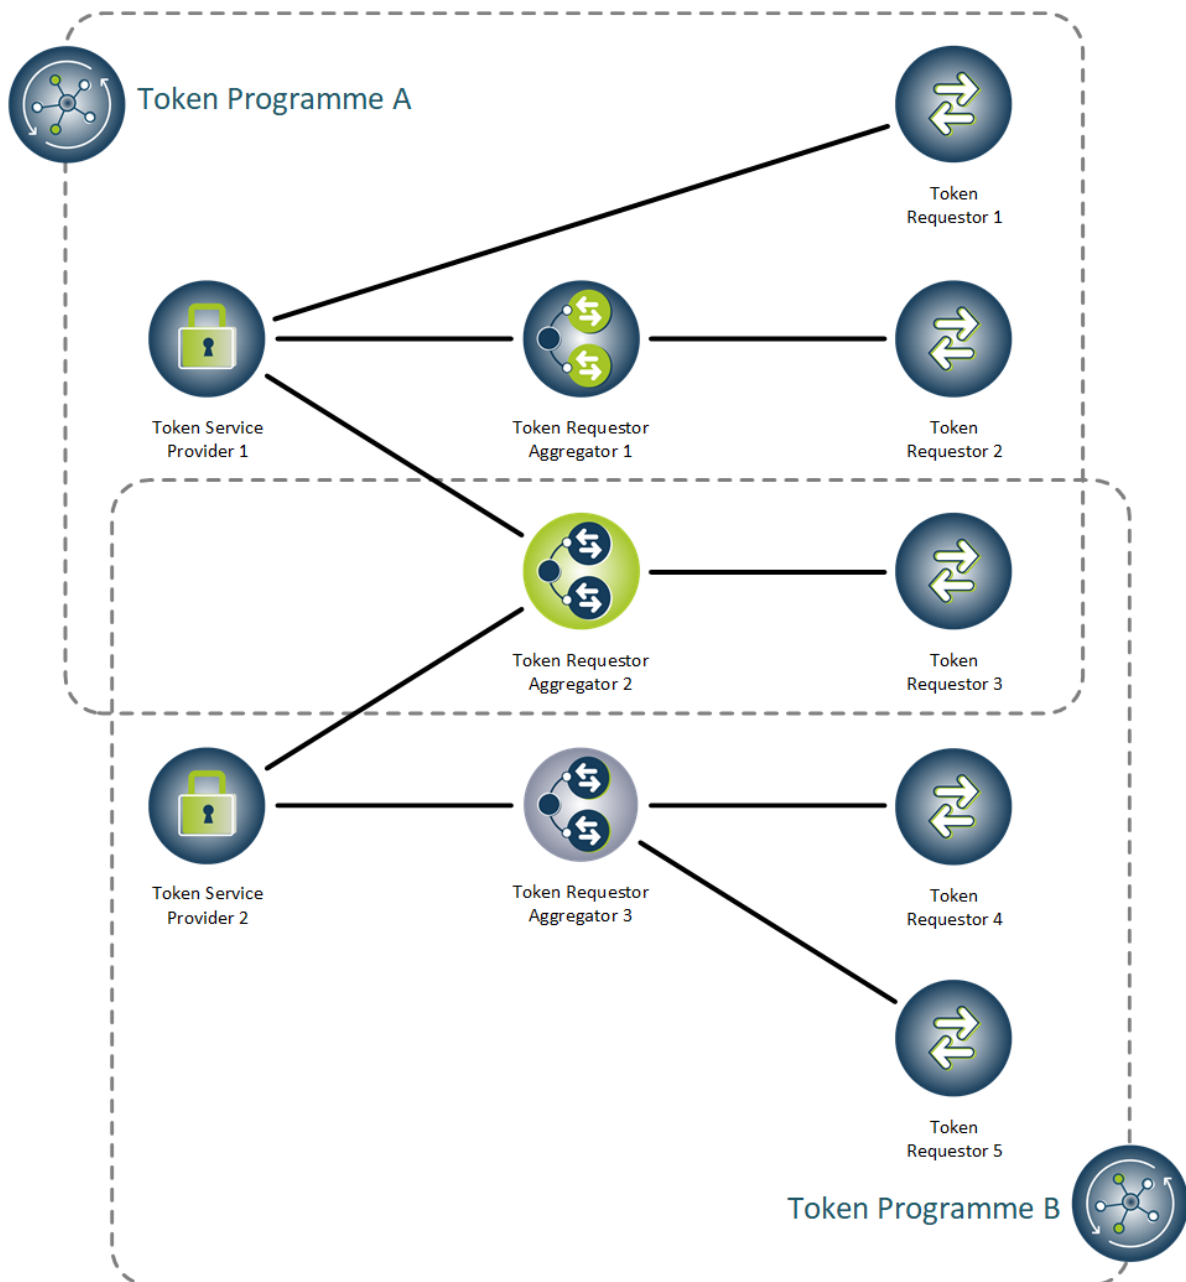 Token Programme A
Token
Requestor 1
Token Service
Provider 1
Token Requestor
Aggregator 1
Token
Requestor 2
Token Requestor
Aggregator 2
Token
Requestor 3
Token Service
Provider 2
Token Requestor
Aggregator 3
Token
Requestor 4
Token
Requestor 5
Token Programme B